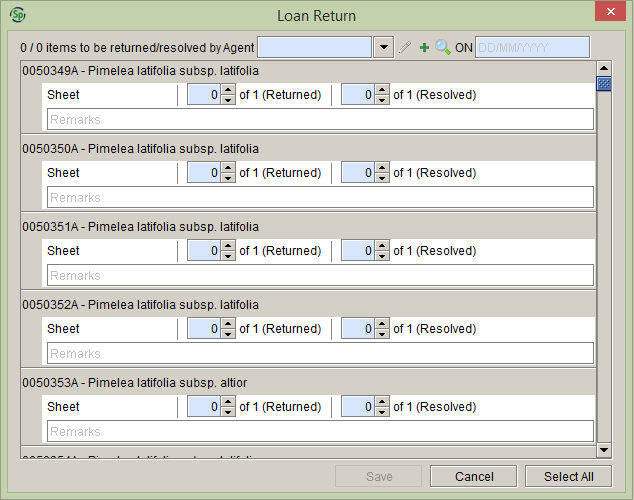 Sp
Loan Return
0 / 0 items to be returned/resolved by Agent ON DD/MM/YYYY
0050349A - Pimelea latifolia subsp. latifolia
Sheet 0 of 1 (Returned) 0 of 1 (Resolved)
Remarks
0050350A - Pimelea latifolia subsp. latifolia
Sheet 0 of 1 (Returned) 0 of 1 (Resolved)
Remarks
0050351A - Pimelea latifolia subsp. latifolia
Sheet 0 of 1 (Returned) 0 of 1 (Resolved)
Remarks
0050352A - Pimelea latifolia subsp. latifolia
Sheet 0 of 1 (Returned) 0 of 1 (Resolved)
Remarks
0050353A - Pimelea latifolia subsp. altior
Sheet 0 of 1 (Returned) 0 of 1 (Resolved)
Remarks
Save Cancel Select All